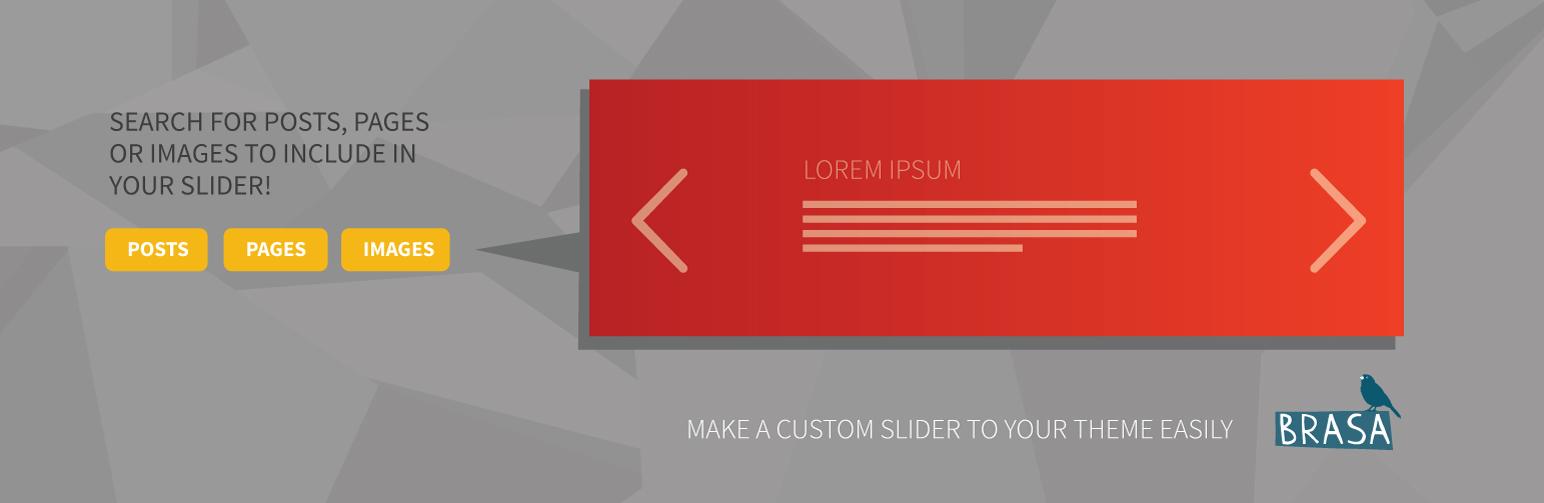 SEARCH FOR POSTS, PAGES
OR IMAGES TO INCLUDE IN
YOUR SLIDER!
POSTS PAGES IMAGES
LOREM IPSUM
MAKE A CUSTOM SLIDER TO YOUR THEME EASILY
BRASA